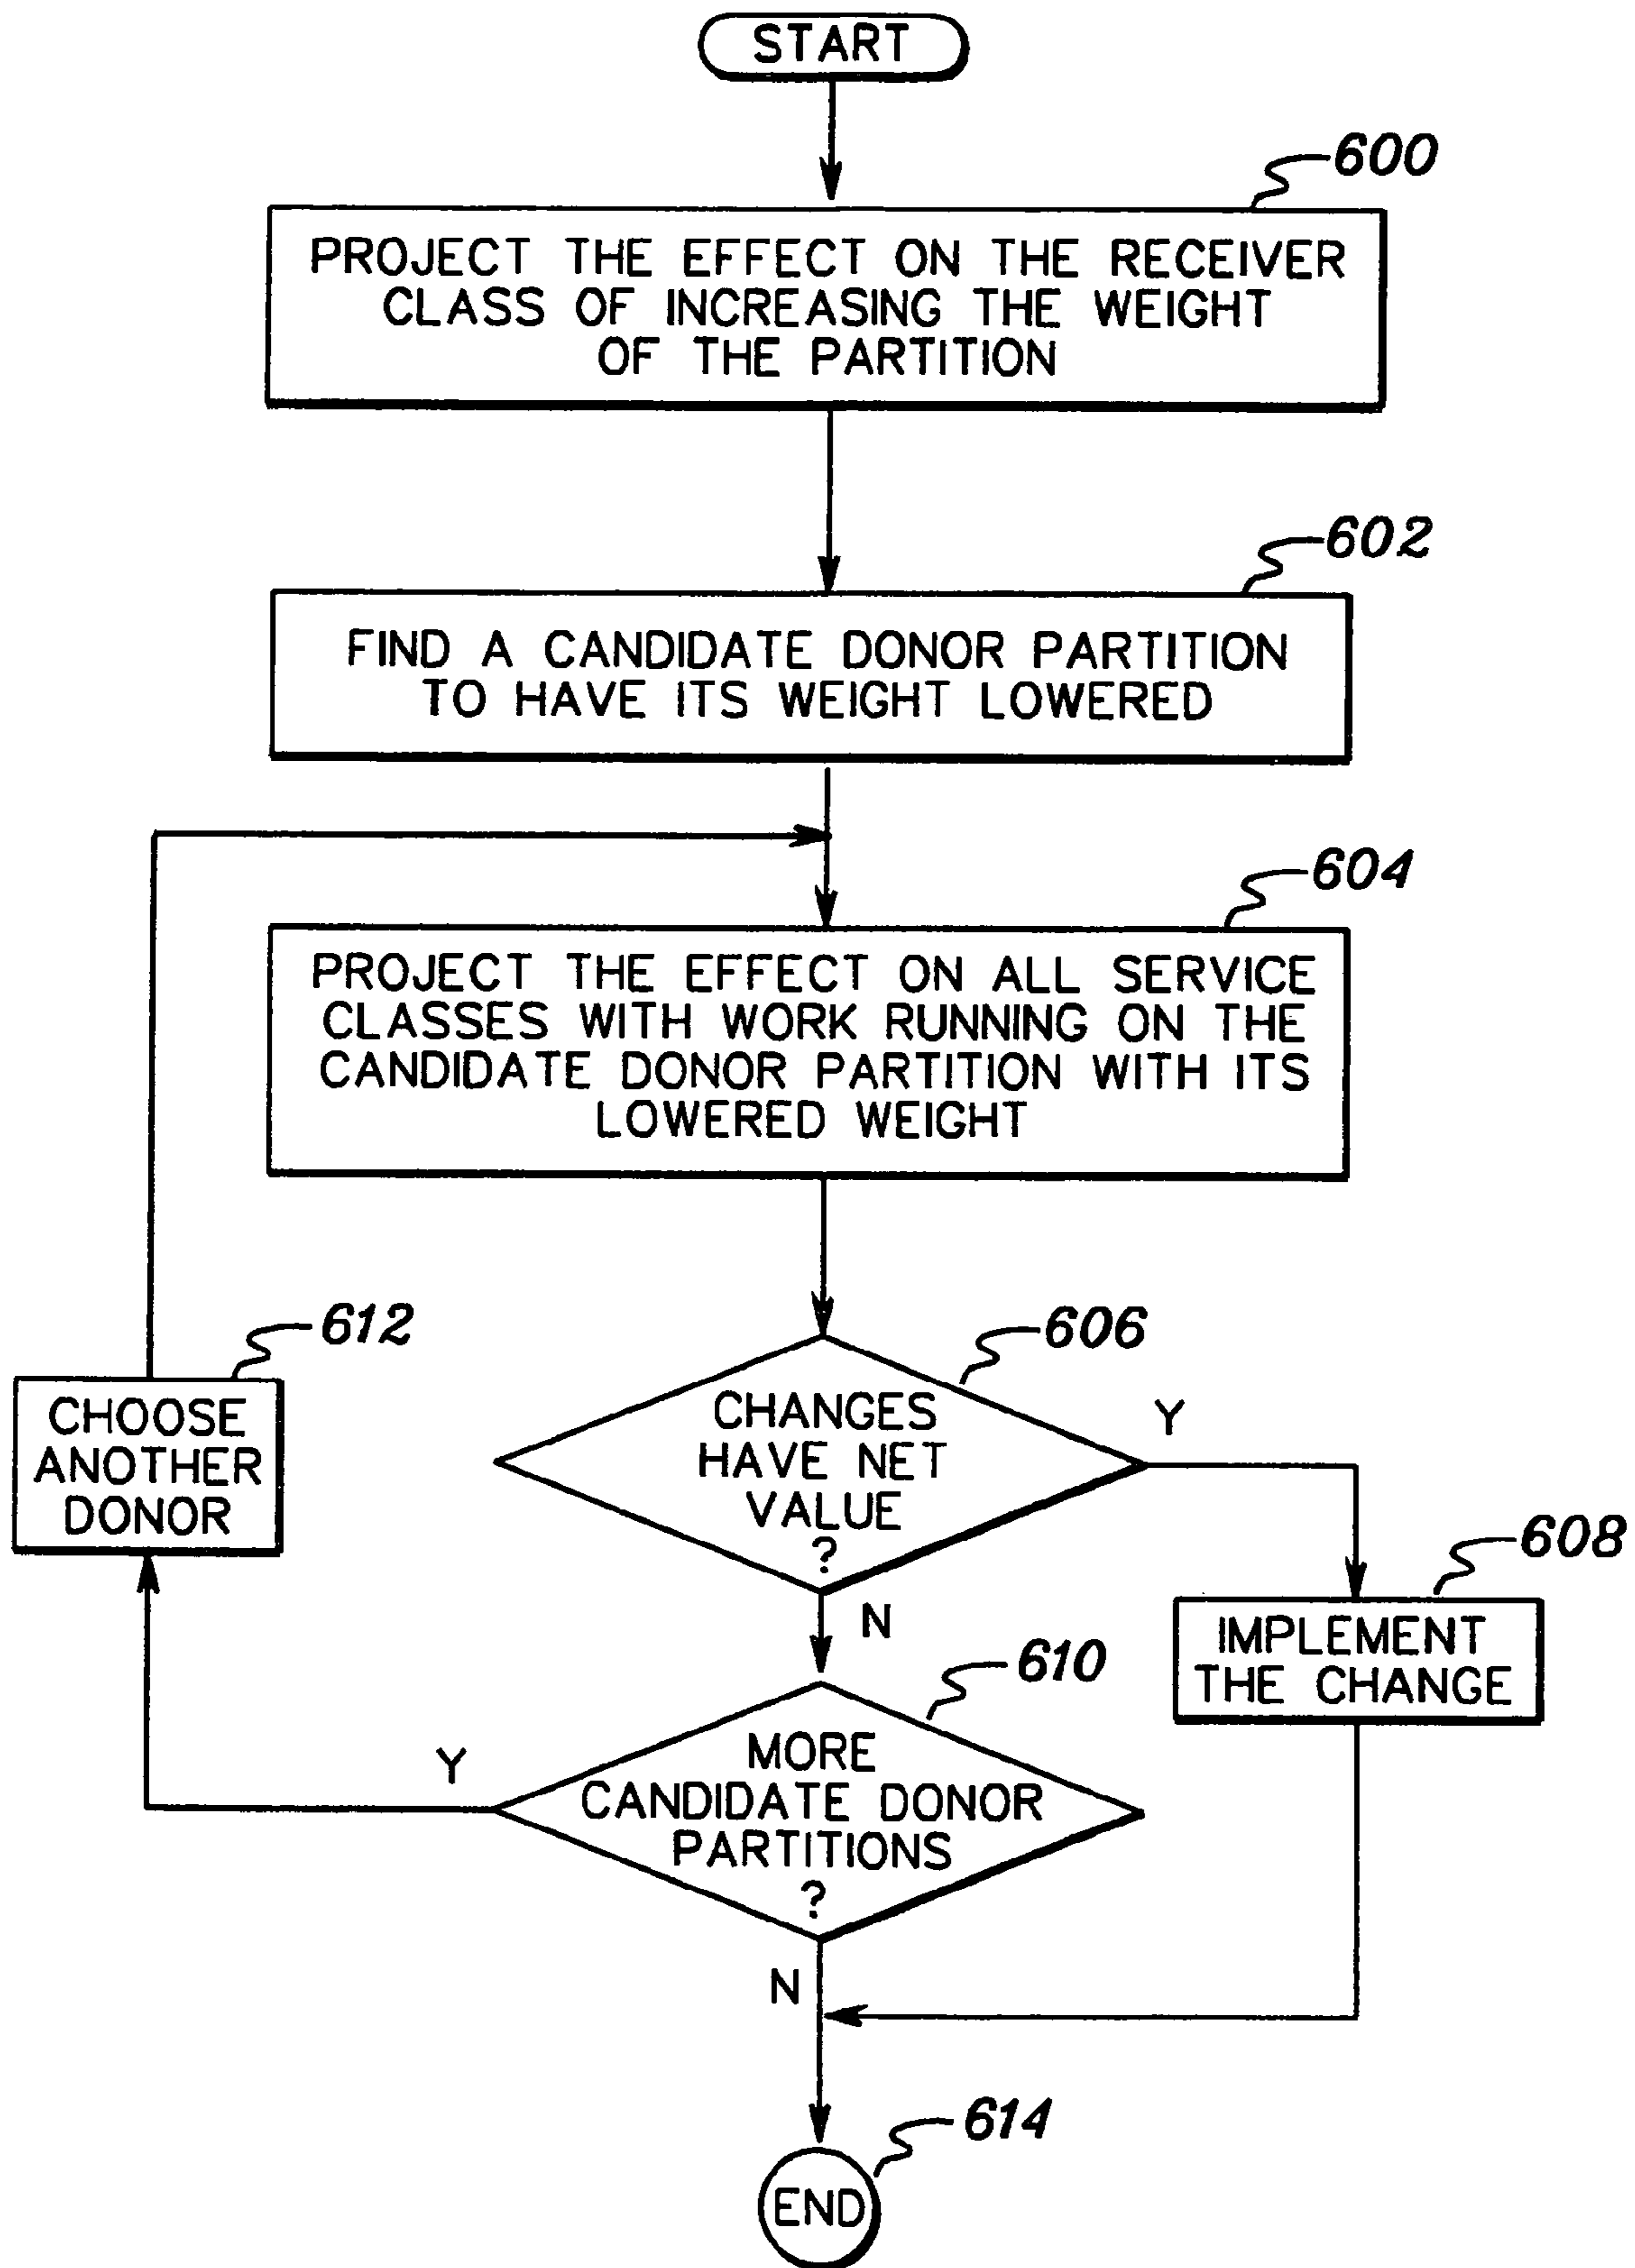 START
600
PROJECT THE EFFECT ON THE RECEIVER
CLASS OF INCREASING THE WEIGHT
OF THE PARTITION
602
FIND A CANDIDATE DONOR PARTITION
TO HAVE ITS WEIGHT LOWERED
604
PROJECT THE EFFECT ON ALL SERVICE
CLASSES WITH WORK RUNNING ON THE
CANDIDATE DONOR PARTITION WITH ITS
LOWERED WEIGHT
612
CHOOSE
ANOTHER
DONOR
606
CHANGES
HAVE NET
VALUE
?
Y
N
608
IMPLEMENT
THE CHANGE
610
MORE
CANDIDATE DONOR
PARTITIONS
?
Y
N
614
END